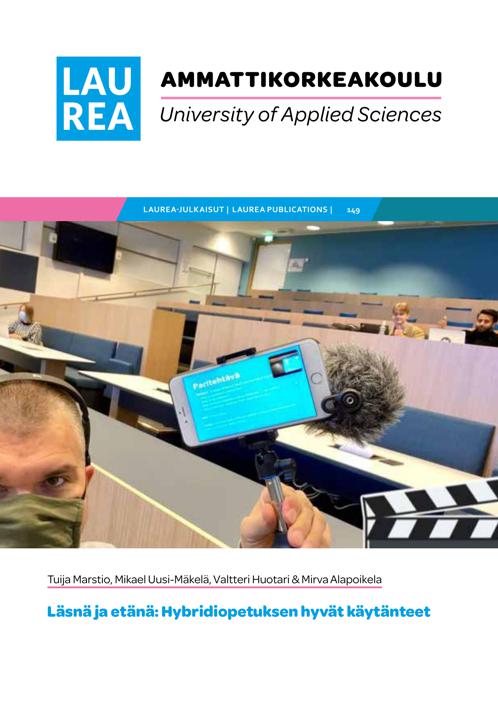 LAU
REA
AMMATTIKORKEAKOULU
University of Applied Sciences
LAUREA-JULKAISUT | LAUREA PUBLICATIONS | 149
Paritehtävä
Tuija Marstio, Mikael Uusi-Mäkelä, Valtteri Huotari & Mirva Alapoikela
Läsnä ja etänä: Hybridiopetuksen hyvät käytänteet